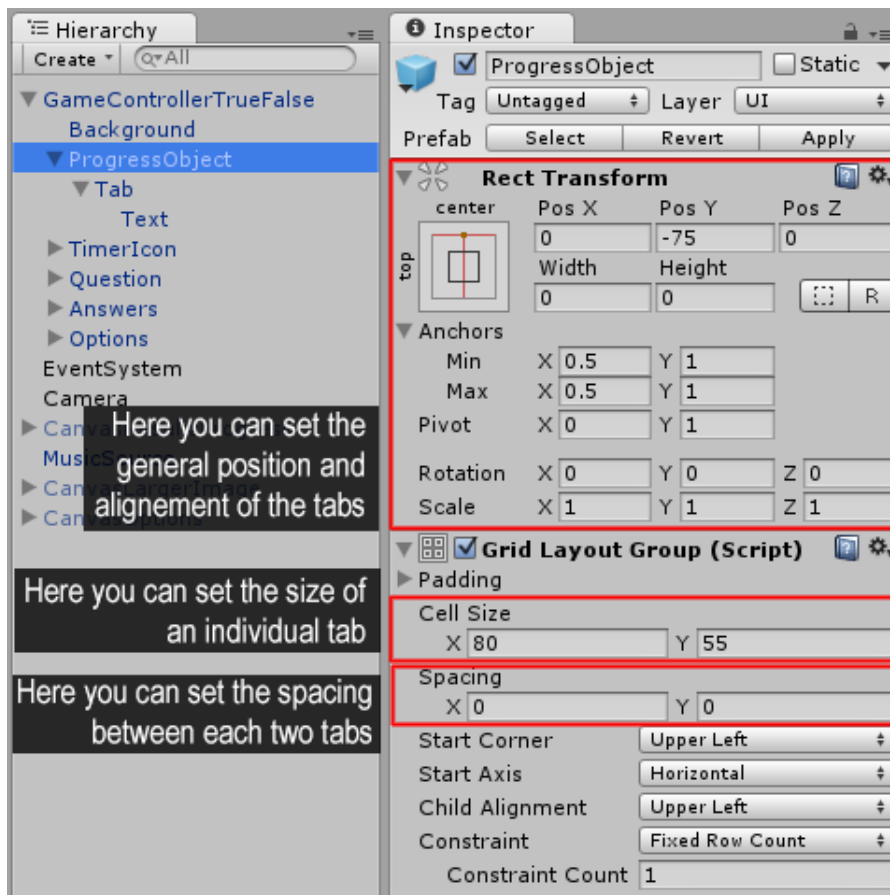 Hierarchy
Create
All
GameControllerTrueFalse
Background
ProgressObject
Tab
Text
TimerIcon
Question
Answers
Options
EventSystem
Camera
Here you can set the
general position and
alignement of the tabs
Here you can set the size of
an individual tab
Here you can set the spacing
between each two tabs
Inspector
ProgressObject Static
Tag Untagged Layer UI
Prefab Select Revert Apply
Rect Transform
center Pos X Pos Y Pos Z
top 0 -75 0
Width Height
0 0 R
Anchors
Min X 0.5 Y 1
Max X 0.5 Y 1
Pivot X 0 Y 1
Rotation X 0 Y 0 Z 0
Scale X 1 Y 1 Z 1
Grid Layout Group (Script)
Padding
Cell Size
X 80 Y 55
Spacing
X 0 Y 0
Start Corner Upper Left
Start Axis Horizontal
Child Alignment Upper Left
Constraint Fixed Row Count
Constraint Count 1